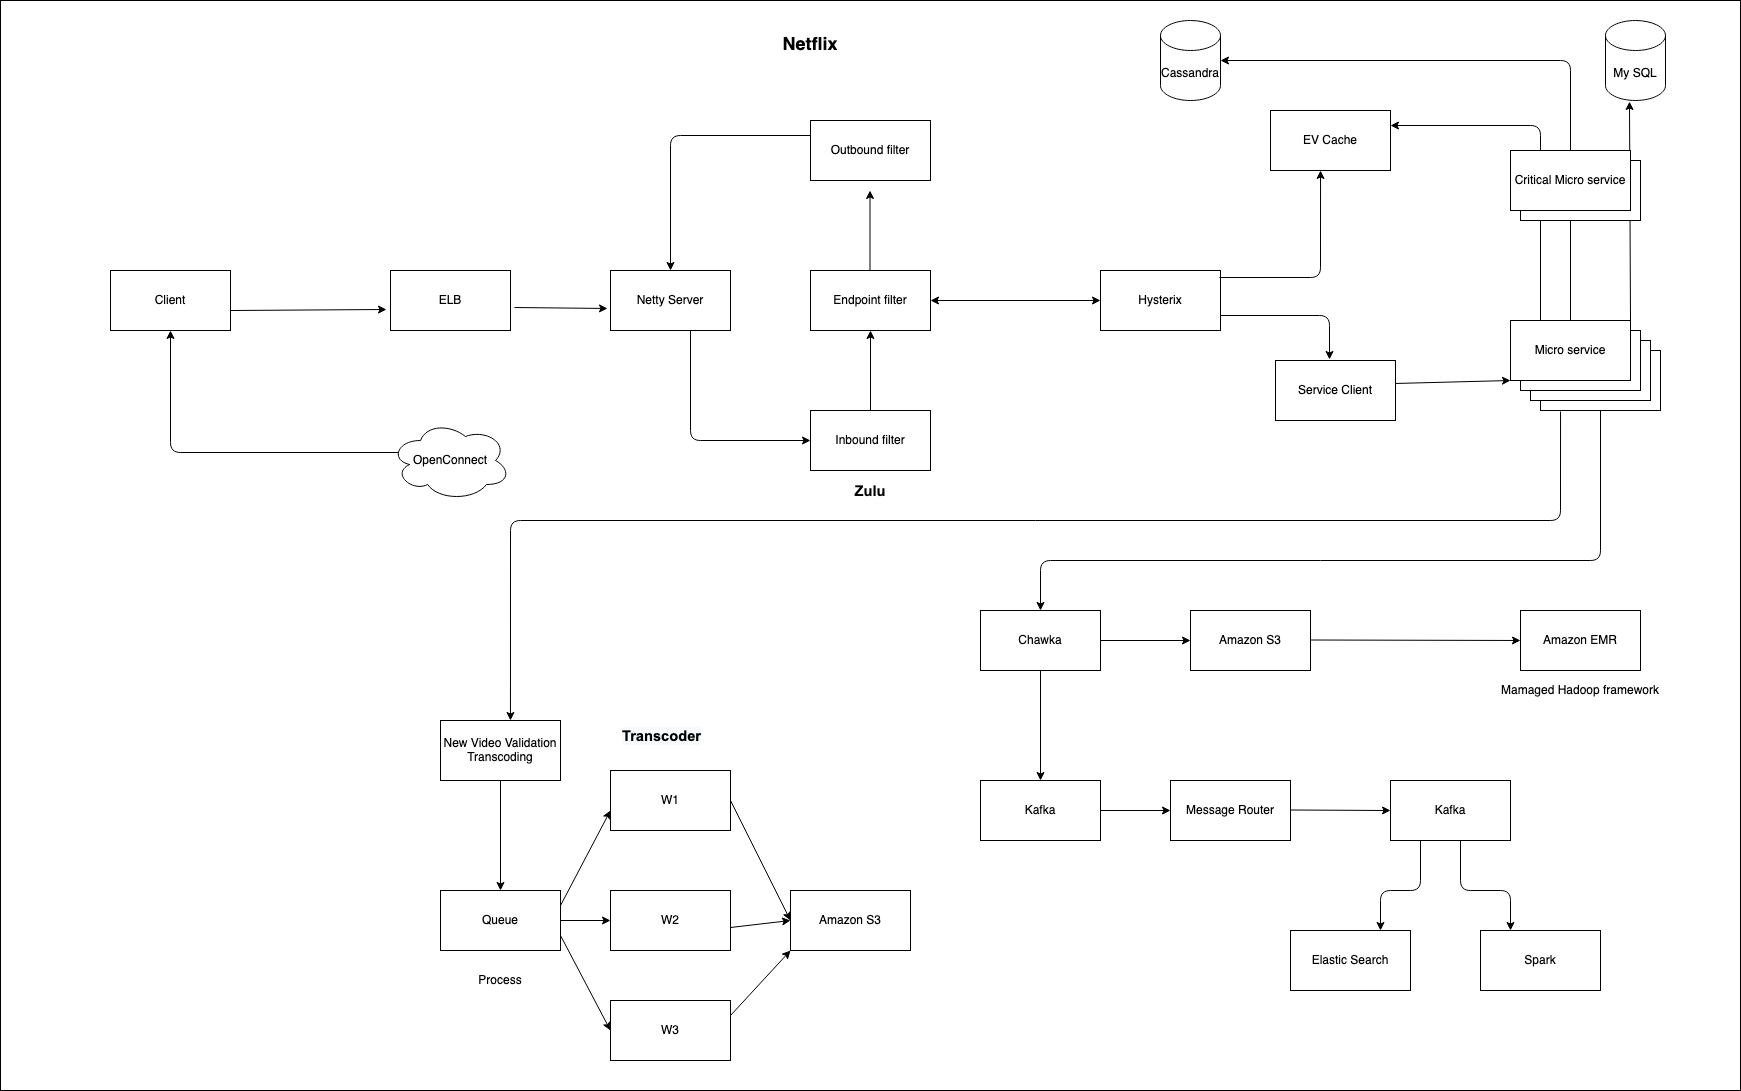 Netflix
Cassandra
My SQL
EV Cache
Outbound filter
Critical Micro service
Client
ELB
Netty Server
Endpoint filter
Hysterix
Micro service
Service Client
Inbound filter
OpenConnect
Zulu
Chawka
Amazon S3
Amazon EMR
Mamaged Hadoop framework
New Video Validation
Transcoding
Transcoder
W1
Kafka
Message Router
Kafka
Queue
W2
Amazon S3
Elastic Search
Spark
Process
W3